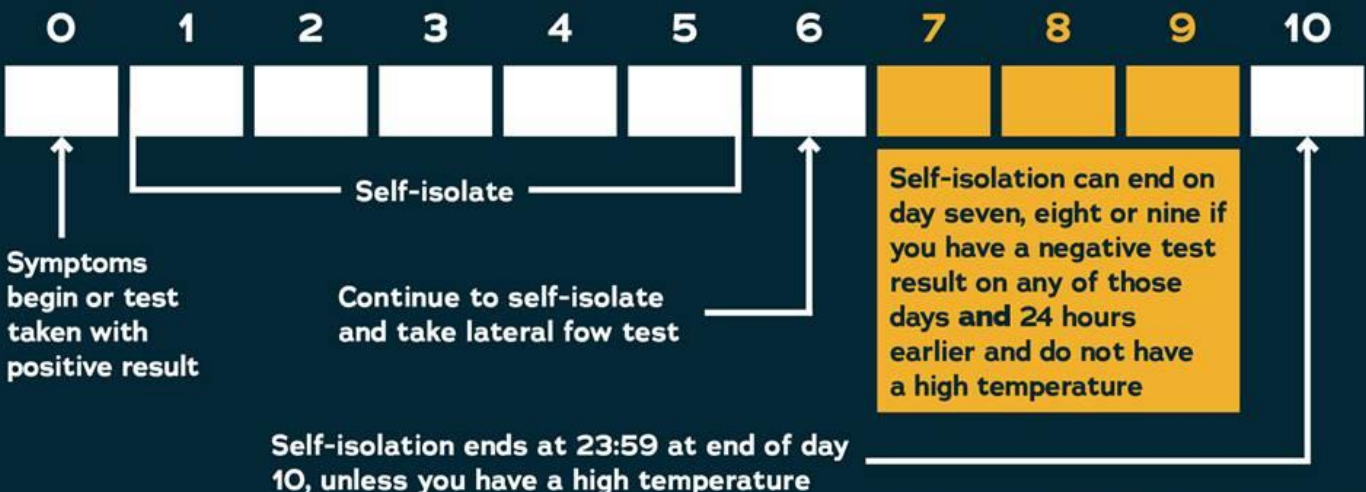 0 1 2 3 4 5 6 7 8 9 10
Self-isolate
Symptoms
begin or test
taken with
positive result
Continue to self-isolate
and take lateral fow test
Self-isolation can end on
day seven, eight or nine if
you have a negative test
result on any of those
days and 24 hours
earlier and do not have
a high temperature
Self-isolation ends at 23:59 at end of day
10, unless you have a high temperature